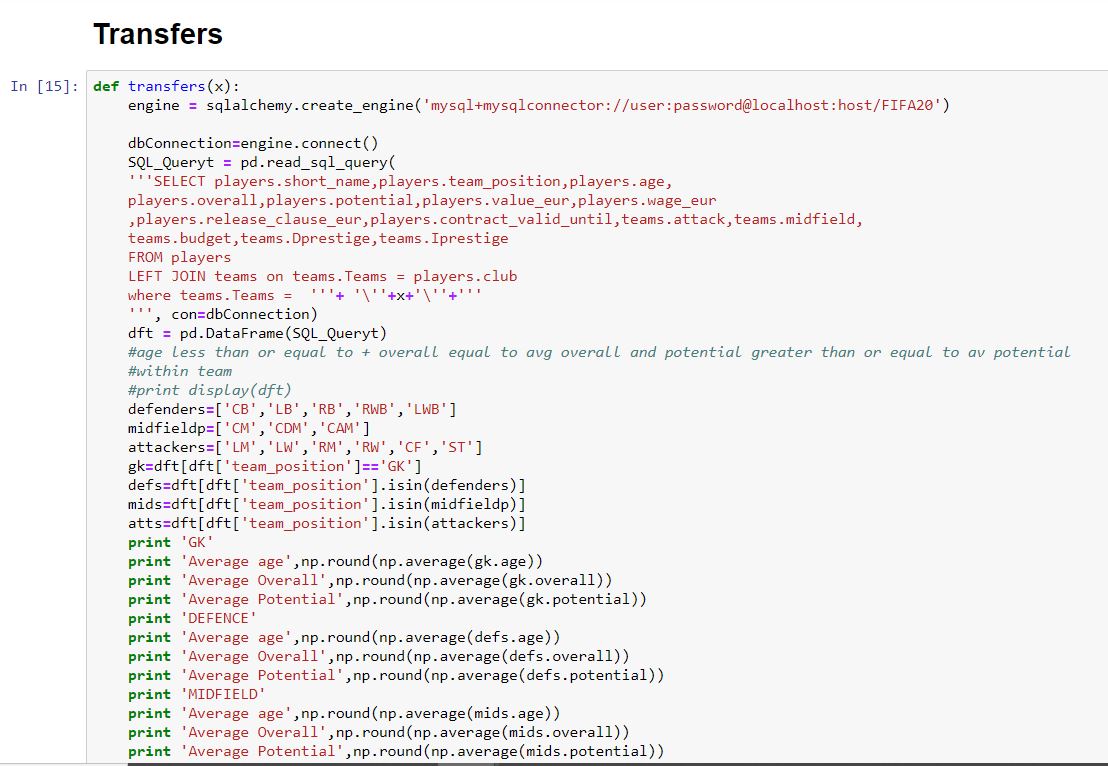 Transfers
In [15]: def transfers(x):
    engine = sqlalchemy.create_engine('mysql+mysqlconnector://user:password@localhost:host/FIFA20')
    dbConnection=engine.connect()
    SQL_Queryt = pd.read_sql_query(
    '''SELECT players.short_name,players.team_position,players.age,
    players.overall,players.potential,players.value_eur,players.wage_eur
    ,players.release_clause_eur,players.contract_valid_until,teams.attack,teams.midfield,
    teams.budget,teams.Dprestige,teams.Iprestige
    FROM players
    LEFT JOIN teams on teams.Teams = players.club
    where teams.Teams =  '''+ '\''+x+'\''+'''
    ''', con=dbConnection)
    dft = pd.DataFrame(SQL_Queryt)
    #age less than or equal to + overall equal to avg overall and potential greater than or equal to av potential
    #within team
    #print display(dft)
    defenders=['CB','LB','RB','RWB','LWB']
    midfieldp=['CM','CDM','CAM']
    attackers=['LM','LW','RM','RW','CF','ST']
    gk=dft[dft['team_position']=='GK']
    defs=dft[dft['team_position'].isin(defenders)]
    mids=dft[dft['team_position'].isin(midfieldp)]
    atts=dft[dft['team_position'].isin(attackers)]
    print 'GK'
    print 'Average age',np.round(np.average(gk.age))
    print 'Average Overall',np.round(np.average(gk.overall))
    print 'Average Potential',np.round(np.average(gk.potential))
    print 'DEFENCE'
    print 'Average age',np.round(np.average(defs.age))
    print 'Average Overall',np.round(np.average(defs.overall))
    print 'Average Potential',np.round(np.average(defs.potential))
    print 'MIDFIELD'
    print 'Average age',np.round(np.average(mids.age))
    print 'Average Overall',np.round(np.average(mids.overall))
    print 'Average Potential',np.round(np.average(mids.potential))